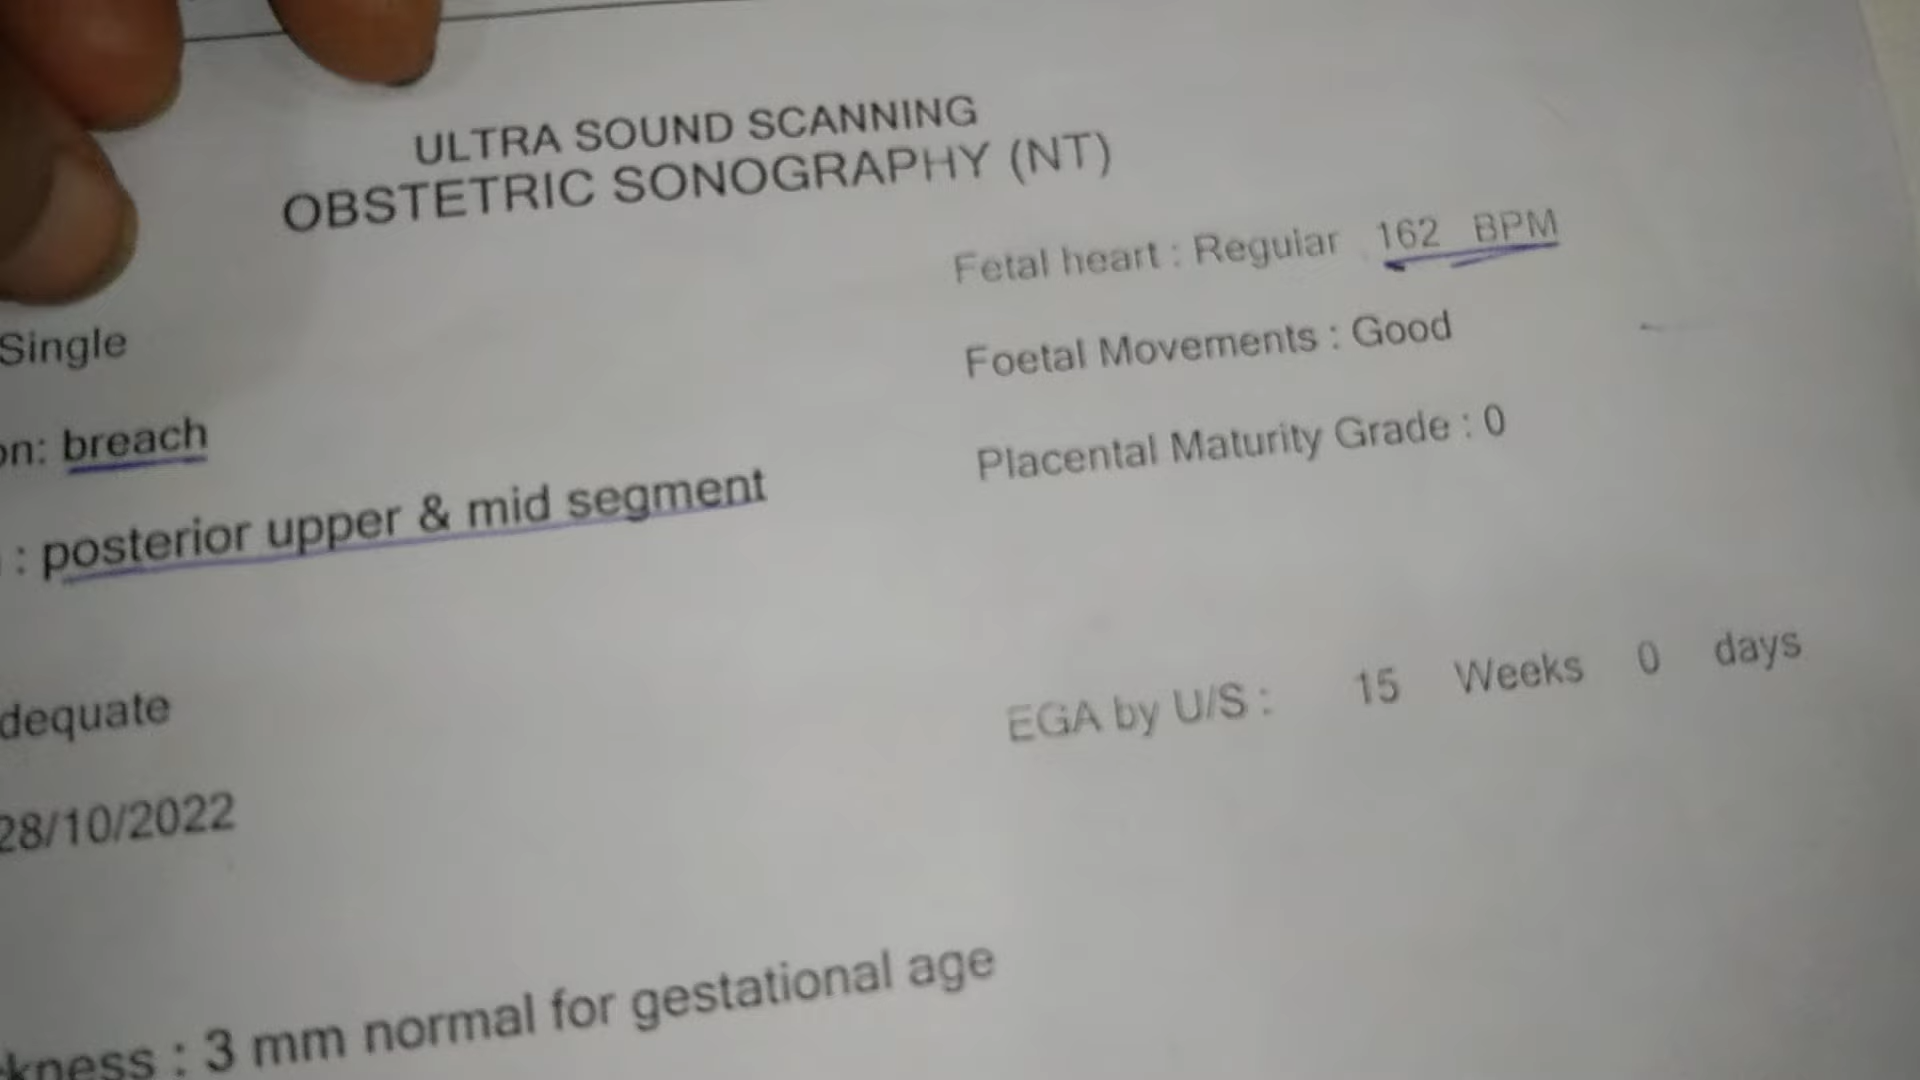 ULTRA SOUND SCANNING
OBSTETRIC SONOGRAPHY (NT)
Fetal heart : Regular 162 BPM
Single
Foetal Movements : Good
on: breach
Placental Maturity Grade : 0
: posterior upper & mid segment
EGA by U/S : 15 Weeks 0 days
dequate
28/10/2022
kness : 3 mm normal for gestational age